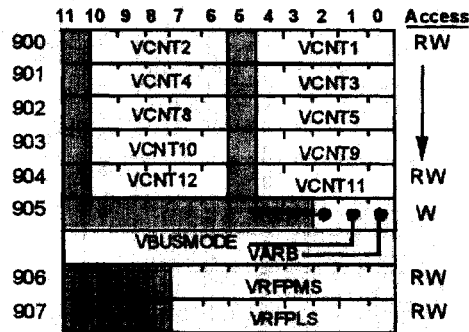 11 10 9 8 7 6 5 4 3 2 1 0 Access
900 VCNT2 VCNT1 RW
901 VCNT4 VCNT3
902 VCNT8 VCNT5
903 VCNT10 VCNT9
904 VCNT12 VCNT11 RW
905 W
VBUSMODE
VARB
906 VRFPMS RW
907 VRFPLS RW